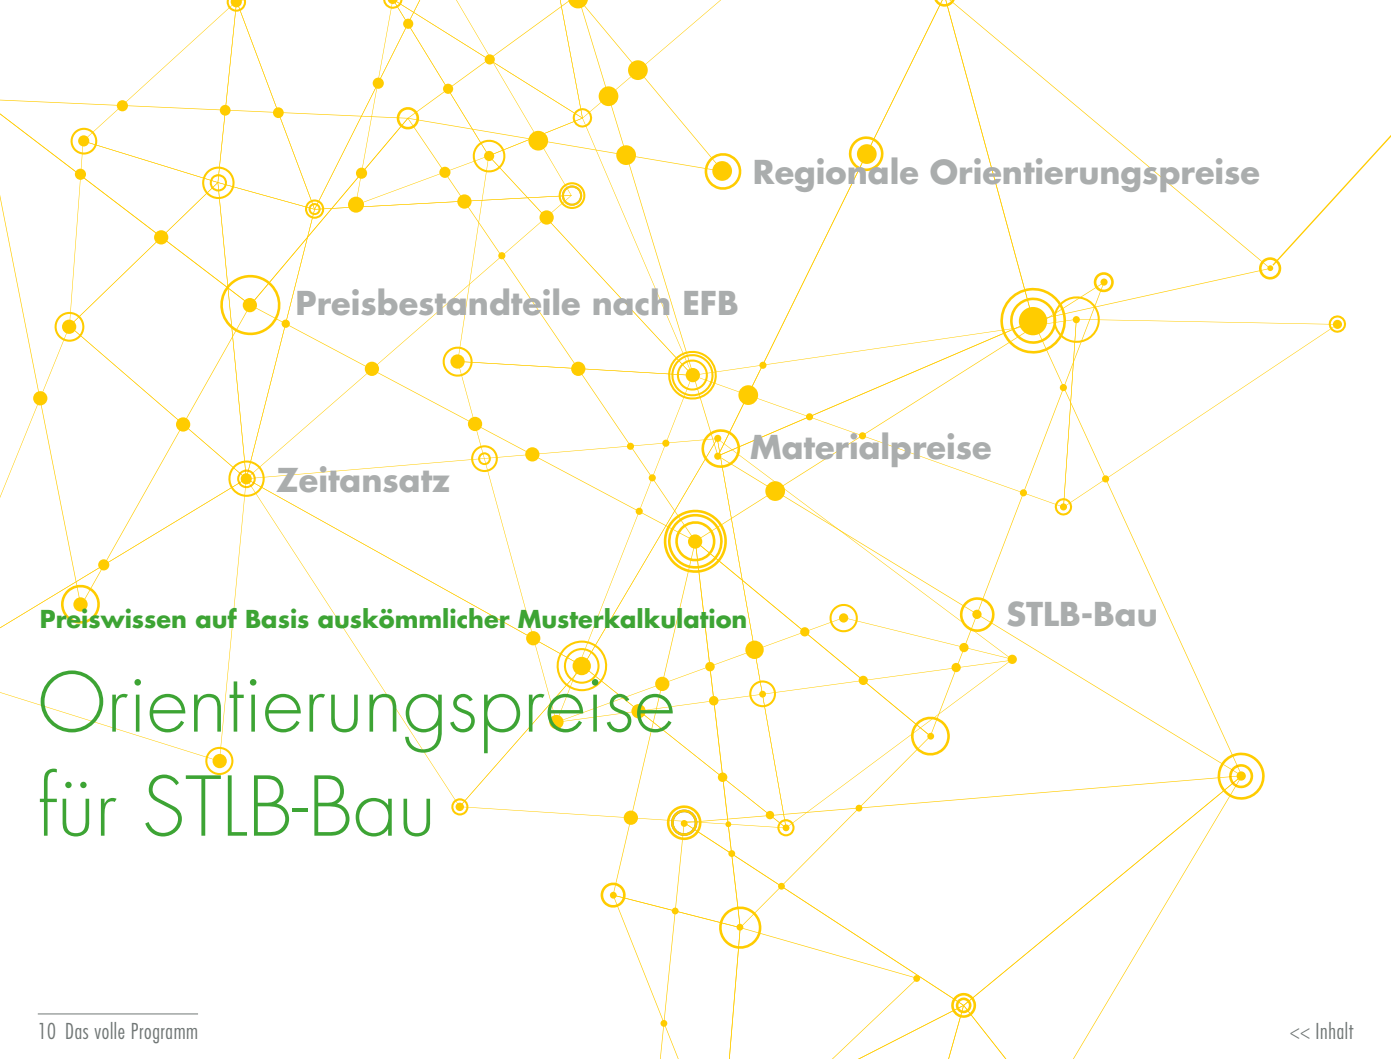 Regionale Orientierungspreise
Preisbestandteile nach EFB
Materialpreise
Zeitansatz
STLB-Bau
Preiswissen auf Basis auskömmlicher Musterkalkulation
Orientierungspreise
für STLB-Bau
10 Das volle Programm
<< Inhalt